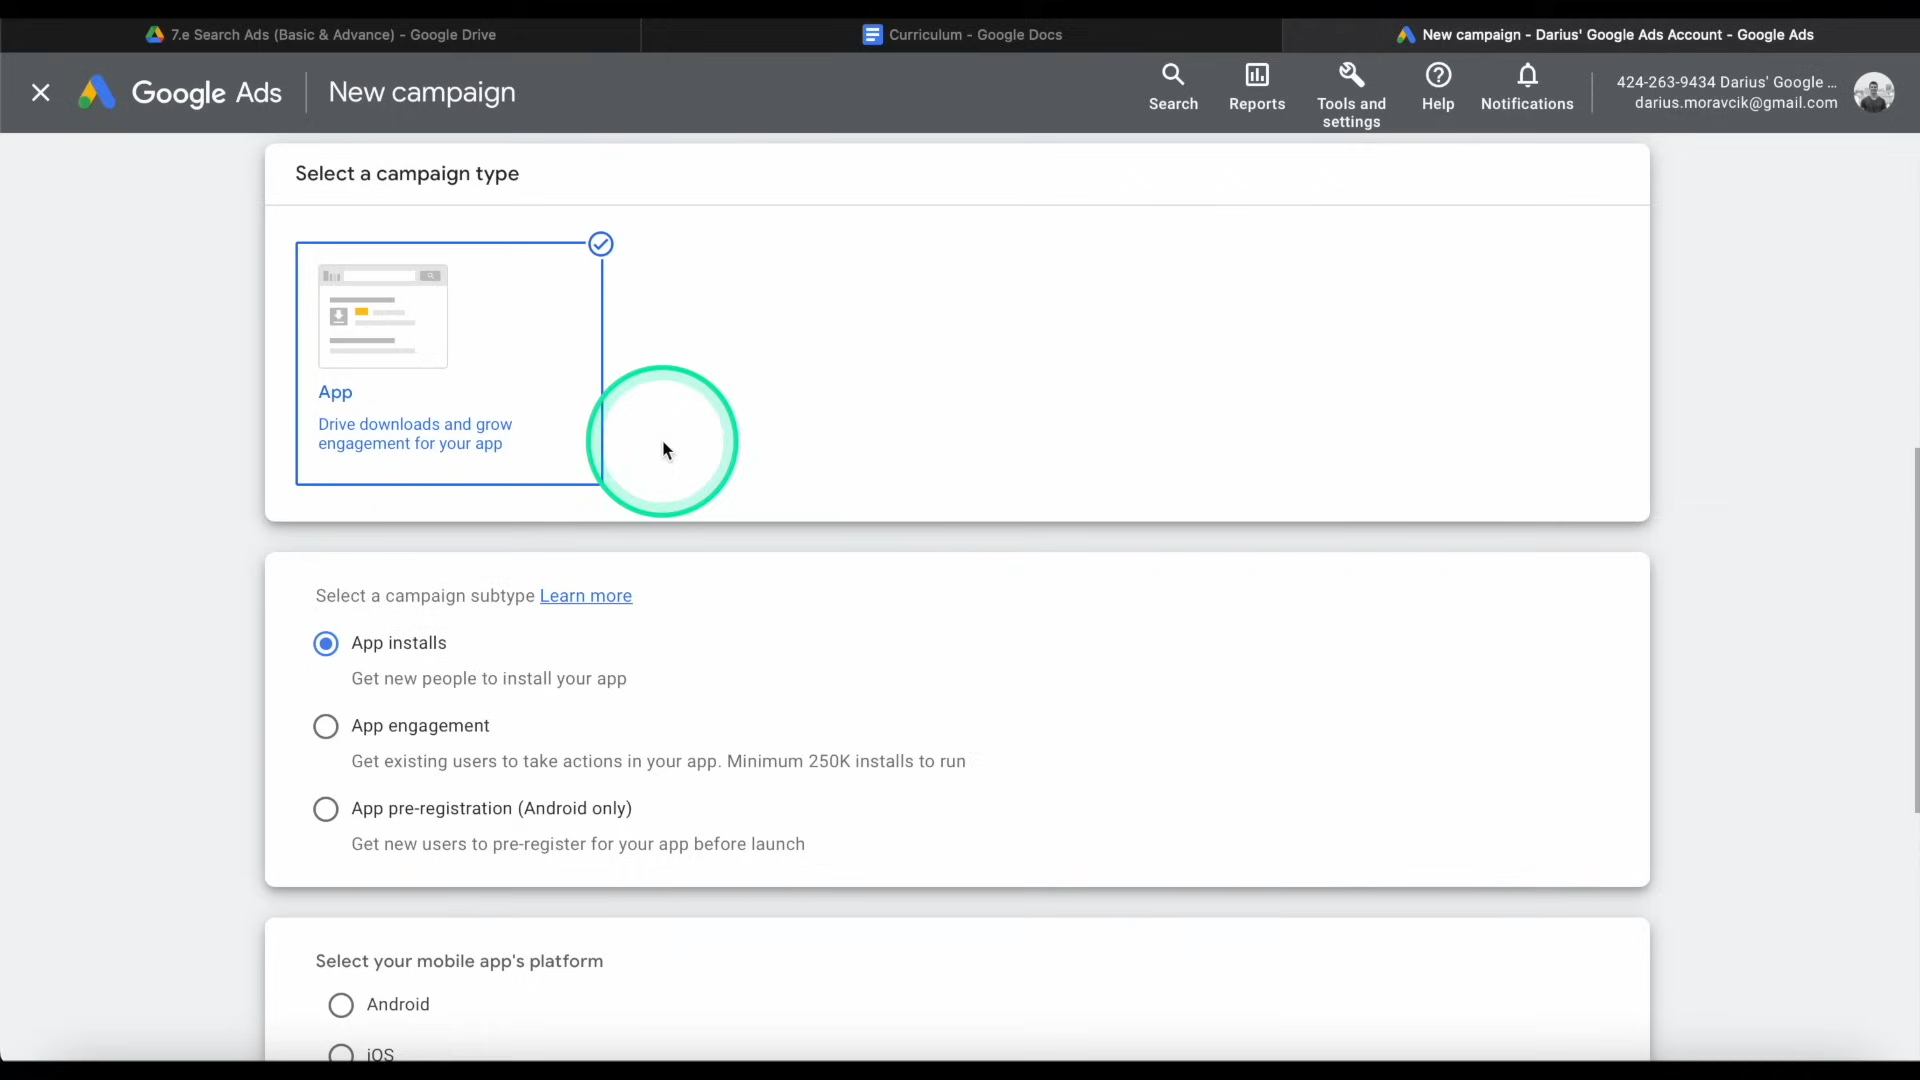 7.e Search Ads (Basic & Advance) - Google Drive
Curriculum - Google Docs
New campaign - Darius' Google Ads Account - Google Ads
Google Ads
New campaign
Search
Reports
Tools and
settings
Help
Notifications
424-263-9434 Darius' Google ...
darius.moravcik@gmail.com
Select a campaign type
App
Drive downloads and grow
engagement for your app
Select a campaign subtype Learn more
App installs
Get new people to install your app
App engagement
Get existing users to take actions in your app. Minimum 250K installs to run
App pre-registration (Android only)
Get new users to pre-register for your app before launch
Select your mobile app's platform
Android
iOS